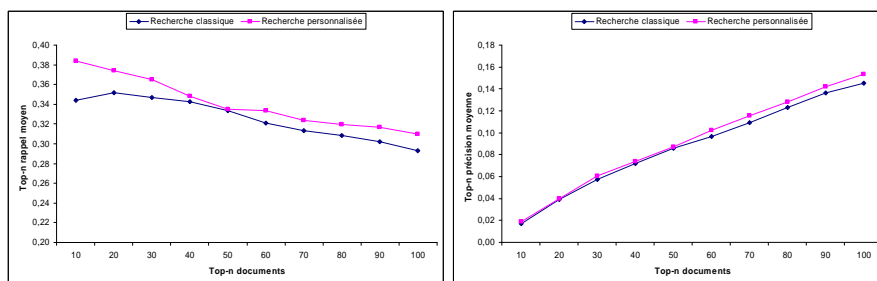 Recherche classique Recherche personnalisée
0,40
0,38
0,36
0,34
0,32
0,30
0,28
0,26
0,24
0,22
0,20
Top-n rappel moyen
10 20 30 40 50 60 70 80 90 100
Top-n documents
Recherche classique Recherche personnalisée
0,18
0,16
0,14
0,12
0,10
0,08
0,06
0,04
0,02
0,00
Top-n précision moyenne
10 20 30 40 50 60 70 80 90 100
Top-n documents